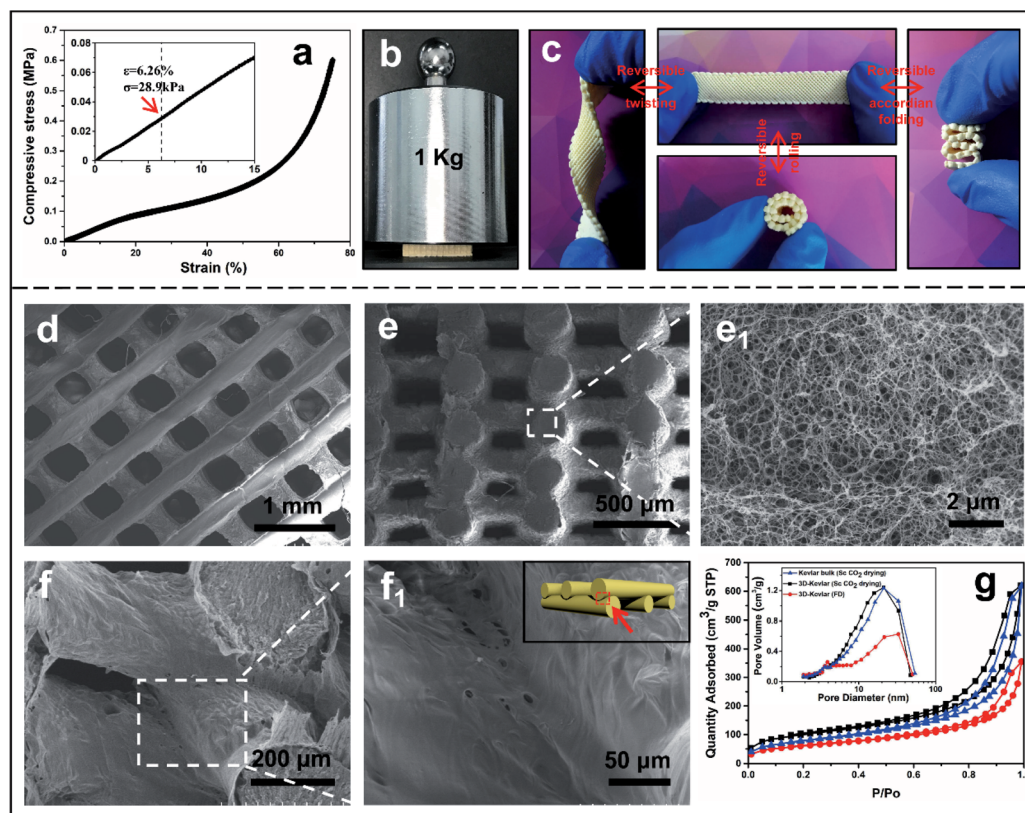 a
Compressive stress (MPa)
0.7
0.6
0.5
0.4
0.3
0.2
0.1
0.0
0.08
0.06
0.04
0.02
0
ε=6.26%
σ=28.9kPa
0
5
10
15
0
20
40
60
80
Strain (%)
b
1 Kg
c
Reversible
twisting
Reversible
rolling
Reversible
accordian
folding
d
1 mm
e
500 μm
e1
2 μm
f
200 μm
f1
50 μm
g
Quantity Adsorbed (cm³/g STP)
700
600
500
400
300
200
100
0
Kevlar bulk (Sc CO2 drying)
3D-Kevlar (Sc CO2 drying)
3D-Kevlar (FD)
Pore Volume (cm³/g)
1.2
0.8
0.4
0.0
1
10
100
Pore Diameter (nm)
0.0
0.2
0.4
0.6
0.8
1.0
P/Po